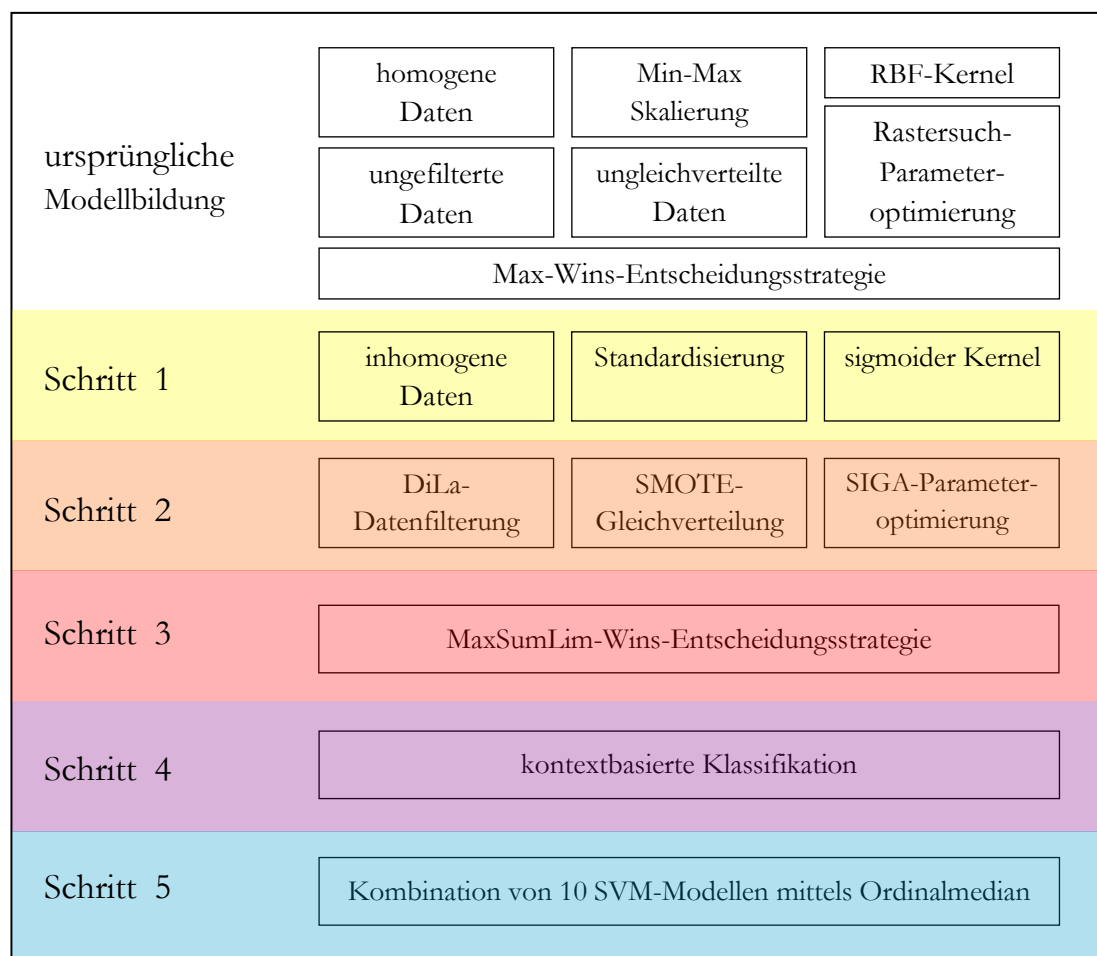 ursprüngliche
Modellbildung
homogene
Daten
Min-Max
Skalierung
RBF-Kernel
ungefilterte
Daten
ungleichverteilte
Daten
Rastersuch-
Parameter-
optimierung
Max-Wins-Entscheidungsstrategie
Schritt 1
inhomogene
Daten
Standardisierung
sigmoider Kernel
Schritt 2
DiLa-
Datenfilterung
SMOTE-
Gleichverteilung
SIGA-Parameter-
optimierung
Schritt 3
MaxSumLim-Wins-Entscheidungsstrategie
Schritt 4
kontextbasierte Klassifikation
Schritt 5
Kombination von 10 SVM-Modellen mittels Ordinalmedian